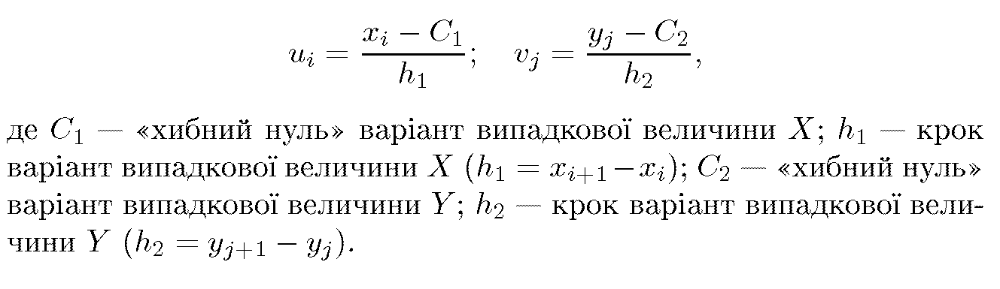 u_i = \frac{x_i - C_1}{h_1}; v_j = \frac{y_j - C_2}{h_2},
де C_1 — «хибний нуль» варіант випадкової величини X; h_1 — крок
варіант випадкової величини X (h_1 = x_{i+1} − x_i); C_2 — «хибний нуль»
варіант випадкової величини Y; h_2 — крок варіант випадкової вели-
чини Y (h_2 = y_{j+1} − y_j).